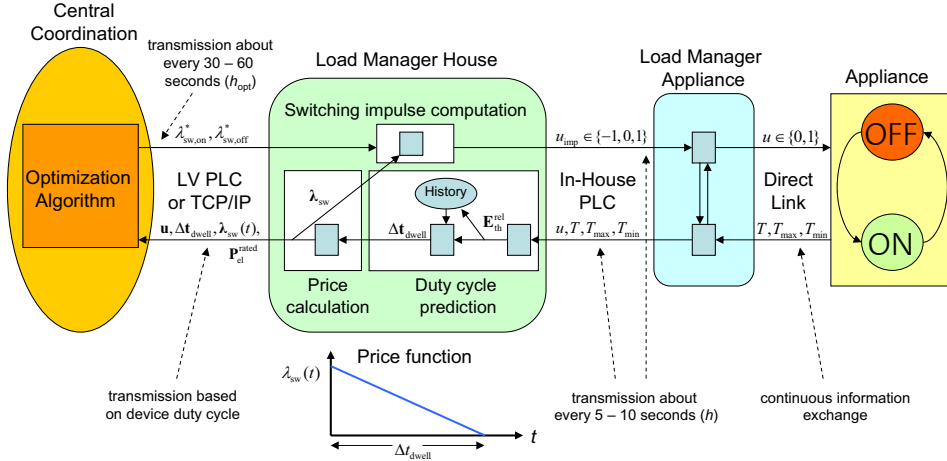 Central
Coordination
transmission about
every 30 – 60
seconds (h_opt)
Load Manager House
Load Manager
Appliance
Appliance
Switching impulse computation
λ*_sw,on, λ*_sw,off
u_imp ∈ {-1, 0, 1}
u ∈ {0, 1}
OFF
Optimization
Algorithm
LV PLC
or TCP/IP
λ_sw
History
E_th^rel
In-House
PLC
Direct
Link
u, Δt_dwell, λ_sw(t),
P_el^rated
Δt_dwell
u, T, T_max, T_min
T, T_max, T_min
ON
Price
calculation
Duty cycle
prediction
Price function
λ_sw(t)
t
Δt_dwell
transmission based
on device duty cycle
transmission about
every 5 – 10 seconds (h)
continuous information
exchange